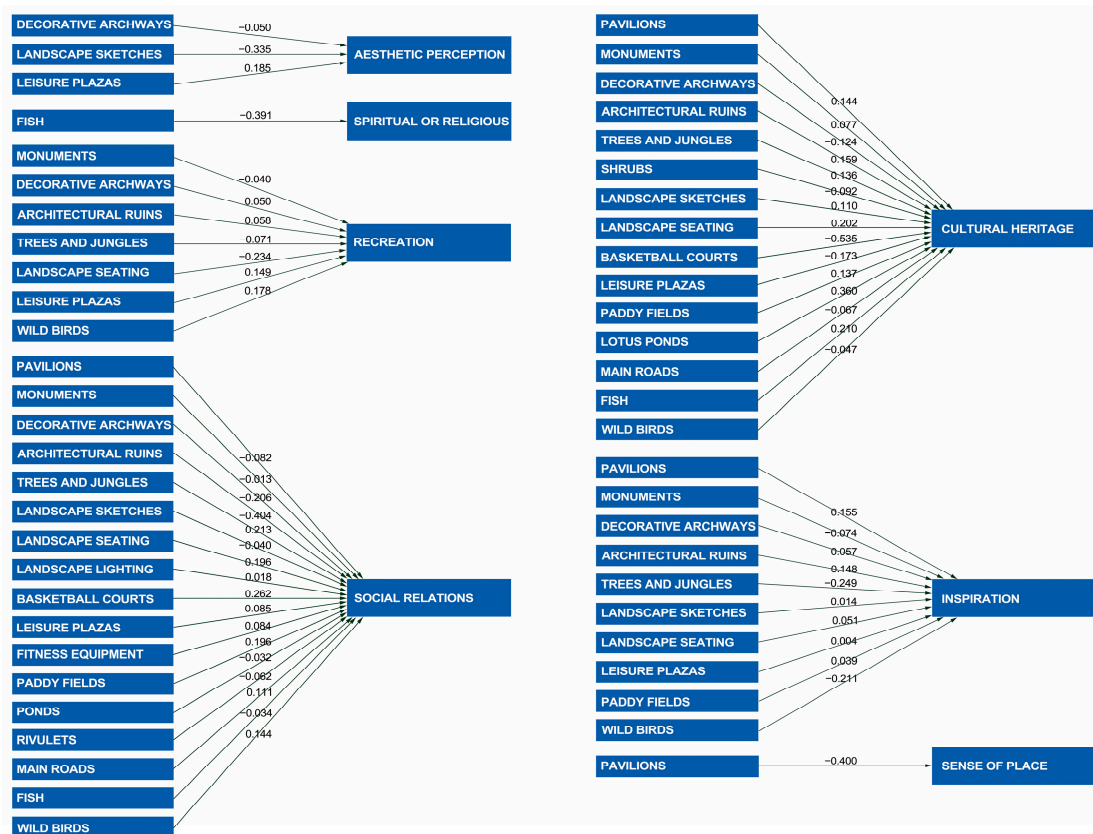 DECORATIVE ARCHWAYS
LANDSCAPE SKETCHES
LEISURE PLAZAS
−0.050
−0.335
0.185
AESTHETIC PERCEPTION
FISH
−0.391
SPIRITUAL OR RELIGIOUS
MONUMENTS
DECORATIVE ARCHWAYS
ARCHITECTURAL RUINS
TREES AND JUNGLES
LANDSCAPE SEATING
LEISURE PLAZAS
WILD BIRDS
−0.040
0.050
0.058
0.071
−0.234
0.149
0.178
RECREATION
PAVILIONS
MONUMENTS
DECORATIVE ARCHWAYS
ARCHITECTURAL RUINS
TREES AND JUNGLES
LANDSCAPE SKETCHES
LANDSCAPE SEATING
LANDSCAPE LIGHTING
BASKETBALL COURTS
LEISURE PLAZAS
FITNESS EQUIPMENT
PADDY FIELDS
PONDS
RIVULETS
MAIN ROADS
FISH
WILD BIRDS
−0.082
−0.013
−0.206
−0.404
0.213
−0.040
0.196
0.018
0.262
0.085
0.084
0.196
−0.032
−0.062
0.111
−0.034
0.144
SOCIAL RELATIONS
PAVILIONS
MONUMENTS
DECORATIVE ARCHWAYS
ARCHITECTURAL RUINS
TREES AND JUNGLES
SHRUBS
LANDSCAPE SKETCHES
LANDSCAPE SEATING
BASKETBALL COURTS
LEISURE PLAZAS
PADDY FIELDS
LOTUS PONDS
MAIN ROADS
FISH
WILD BIRDS
0.144
0.077
−0.124
0.159
0.136
−0.092
0.110
0.202
−0.535
−0.173
0.137
0.360
−0.067
0.210
−0.047
CULTURAL HERITAGE
PAVILIONS
MONUMENTS
DECORATIVE ARCHWAYS
ARCHITECTURAL RUINS
TREES AND JUNGLES
LANDSCAPE SKETCHES
LANDSCAPE SEATING
LEISURE PLAZAS
PADDY FIELDS
WILD BIRDS
0.155
−0.074
0.057
0.148
−0.249
0.014
0.051
0.004
0.039
−0.211
INSPIRATION
PAVILIONS
−0.400
SENSE OF PLACE